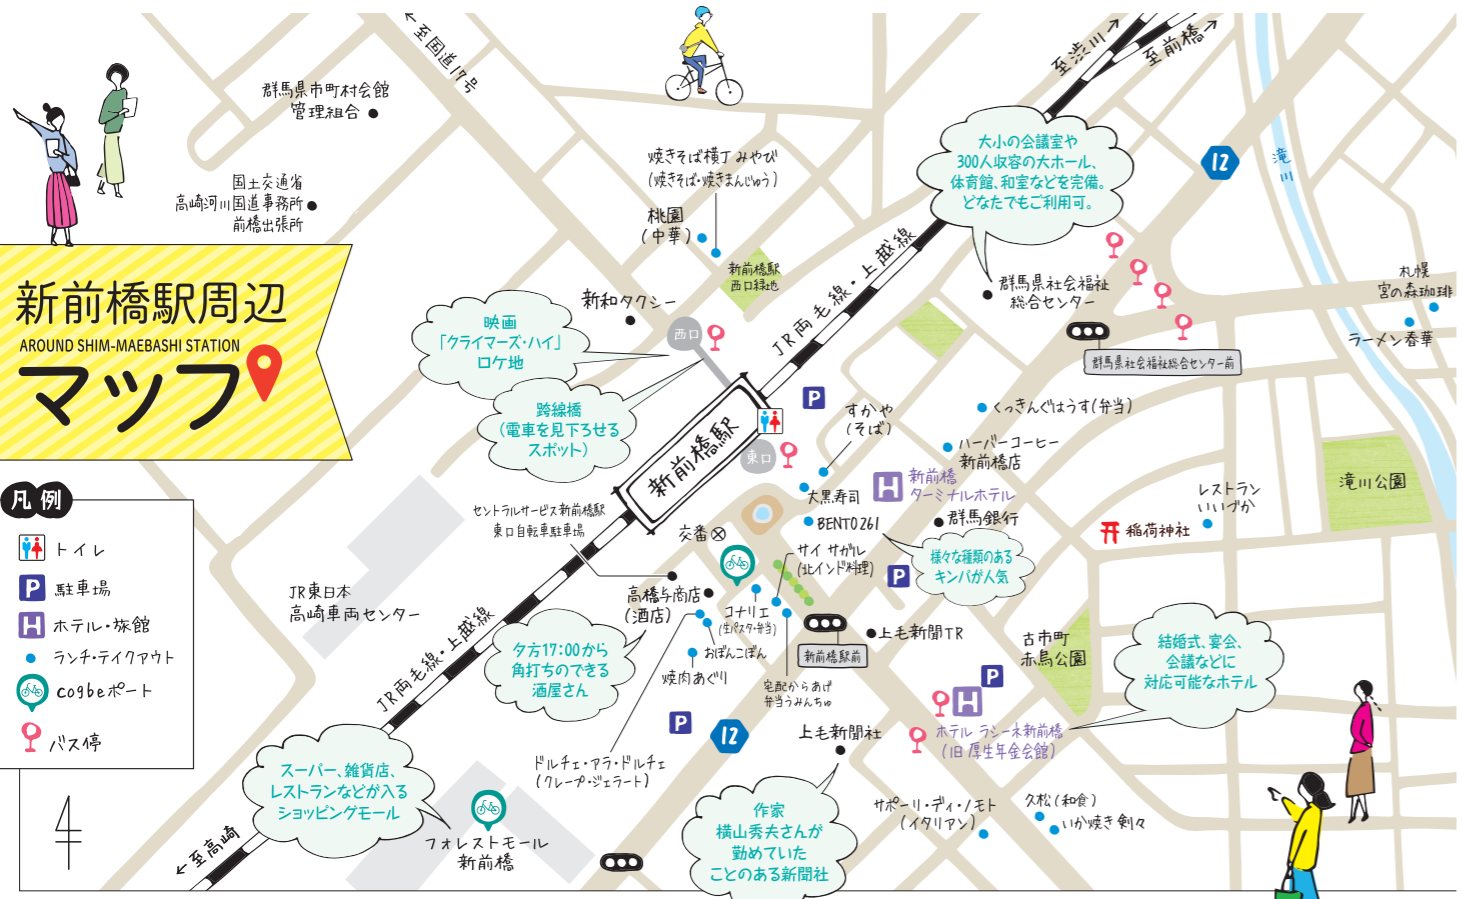 新前橋駅周辺
AROUND SHIM-MAEBASHI STATION
マップ
凡例
トイレ
P
駐車場
H
ホテル・旅館
ランチ・テイクアウト
cogbeポート
バス停
←至国道17号
群馬県市町村会館
管理組合
国土交通省
高崎河川国道事務所
前橋出張所
焼きそば横丁 みやび
(焼きそば・焼きまんじゅう)
桃園
(中華)
新前橋駅
西口緑地
新和タクシー
映画
「クライマーズ・ハイ」
ロケ地
西口
跨線橋
(電車を見下ろせる
スポット)
新前橋駅
東口
JR両毛線・上越線
至渋川→
至前橋→
大小の会議室や
300人収容の大ホール、
体育館、和室などを完備。
どなたでもご利用可。
群馬県社会福祉
総合センター
12
滝川
群馬県社会福祉総合センター前
札幌
宮の森珈琲
ラーメン春華
P
すかや
(そば)
くっきんぐはうす(弁当)
ハーバーコーヒー
新前橋店
H
新前橋
ターミナルホテル
大黒寿司
BENTO261
群馬銀行
様々な種類のある
キンパが人気
P
滝川公園
レストラン
いいづか
稲荷神社
セントラルサービス新前橋駅
東口自転車駐車場
交番
サイ サガル
(北インド料理)
JR東日本
高崎車両センター
高橋与商店
(酒店)
コナリエ
(生パスタ・弁当)
夕方17:00から
角打ちのできる
酒屋さん
おぼんこぼん
焼肉あぐり
宅配からあげ
弁当うみんちゅ
新前橋駅前
上毛新聞TR
古市町
赤鳥公園
結婚式、宴会、
会議などに
対応可能なホテル
P
H
ホテル ラシーネ新前橋
(旧 厚生年金会館)
JR両毛線・上越線
P
12
ドルチェ・アラ・ドルチェ
(クレープ・ジェラート)
上毛新聞社
作家
横山秀夫さんが
勤めていた
ことのある新聞社
サポーリ・ディ・ノモト
(イタリアン)
久松(和食)
いか焼き 剣々
スーパー、雑貨店、
レストランなどが入る
ショッピングモール
フォレストモール
新前橋
←至高崎